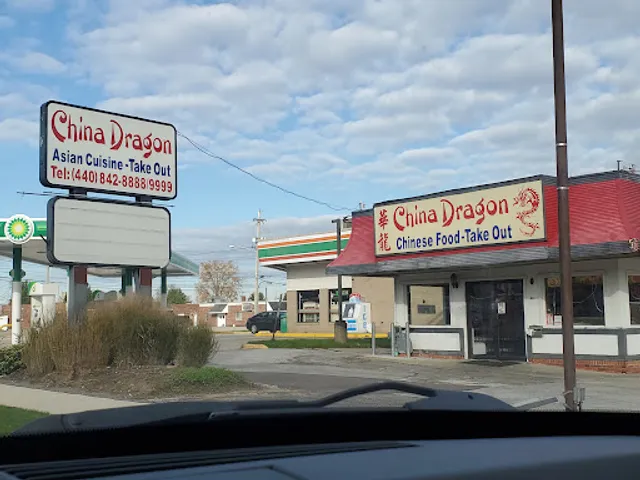 China Dragon
Asian Cuisine - Take Out
Tel: (440) 842-8888/9999
bp
華龍
China Dragon
Chinese Food - Take Out